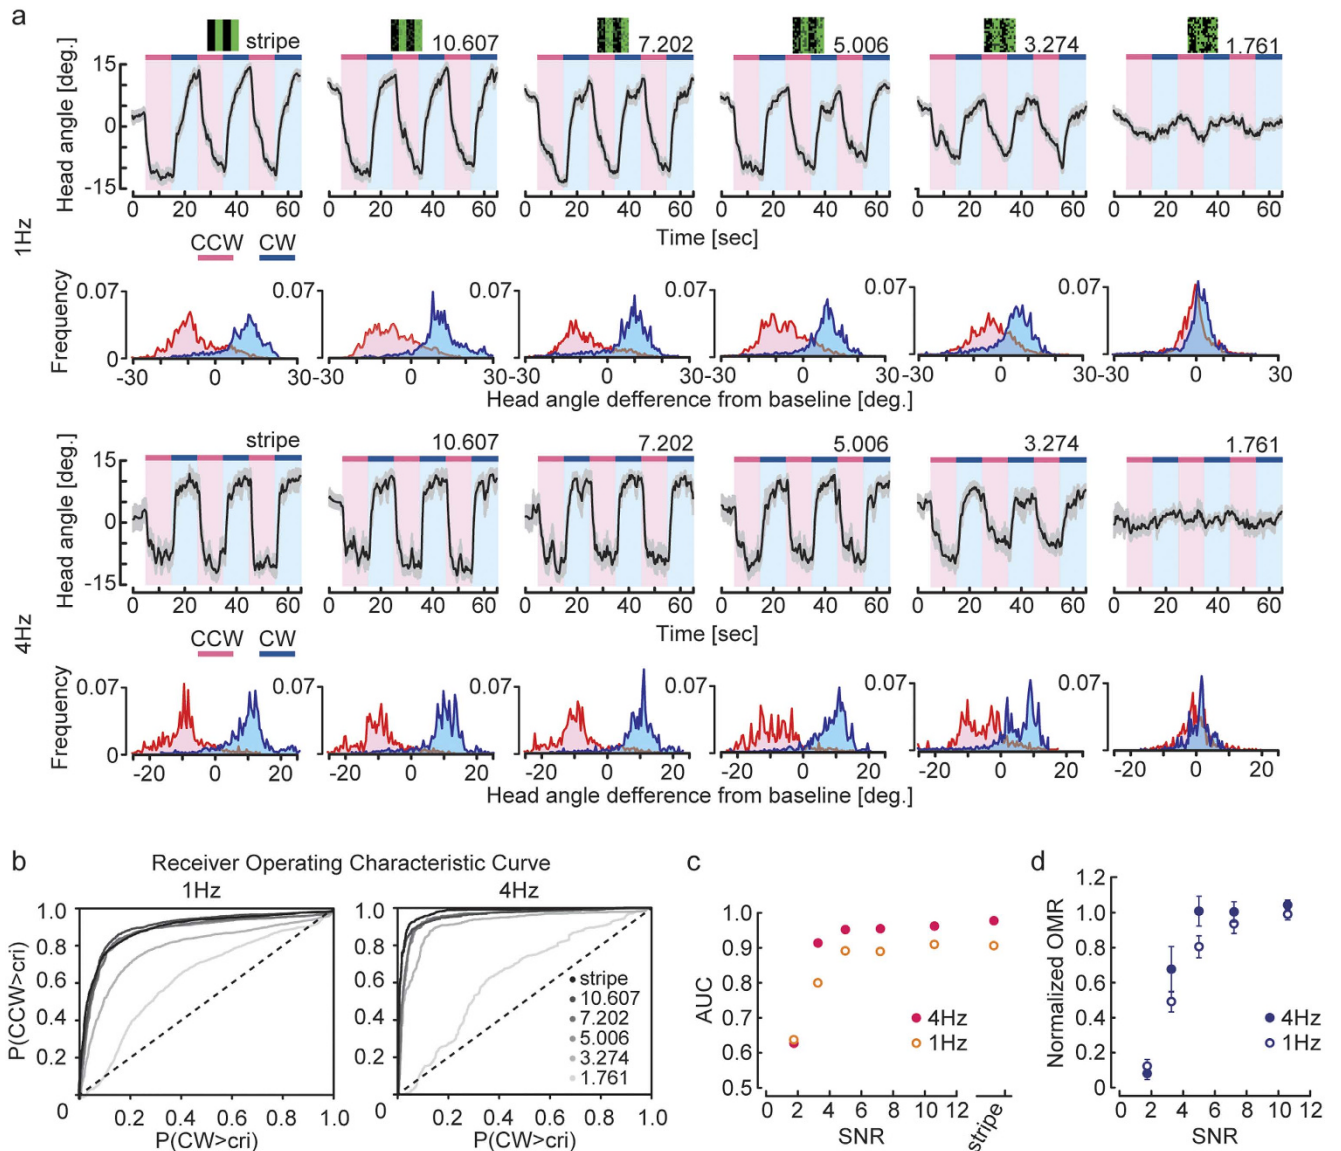 a
stripe 10.607 7.202 5.006 3.274 1.761
1Hz
Head angle [deg.]
15
0
-15
0 20 40 60 0 20 40 60 0 20 40 60 0 20 40 60 0 20 40 60 0 20 40 60
Time [sec]
CCW CW
Frequency
0.07 0.07 0.07 0.07 0.07 0.07
0
-30 0 30 -30 0 30 -30 0 30 -30 0 30 -30 0 30 -30 0 30
Head angle defference from baseline [deg.]
stripe 10.607 7.202 5.006 3.274 1.761
4Hz
Head angle [deg.]
15
0
-15
0 20 40 60 0 20 40 60 0 20 40 60 0 20 40 60 0 20 40 60 0 20 40 60
Time [sec]
CCW CW
Frequency
0.07 0.07 0.07 0.07 0.07 0.07
0
-20 0 20 -20 0 20 -20 0 20 -20 0 20 -20 0 20 -20 0 20
Head angle defference from baseline [deg.]
b
Receiver Operating Characteristic Curve
1Hz 4Hz
P(CCW>cri)
1.0
0.8
0.6
0.4
0.2
0
0.2 0.6 1.0
P(CW>cri)
1.0
0.8
0.6
0.4
0.2
0
0.2 0.6 1.0
P(CW>cri)
stripe
10.607
7.202
5.006
3.274
1.761
c
AUC
1.0
0.9
0.8
0.7
0.6
0.5
4Hz
1Hz
0 2 4 6 8 10 12 stripe
SNR
d
Normalized OMR
1.2
1.0
0.8
0.6
0.4
0.2
0
4Hz
1Hz
0 2 4 6 8 10 12
SNR